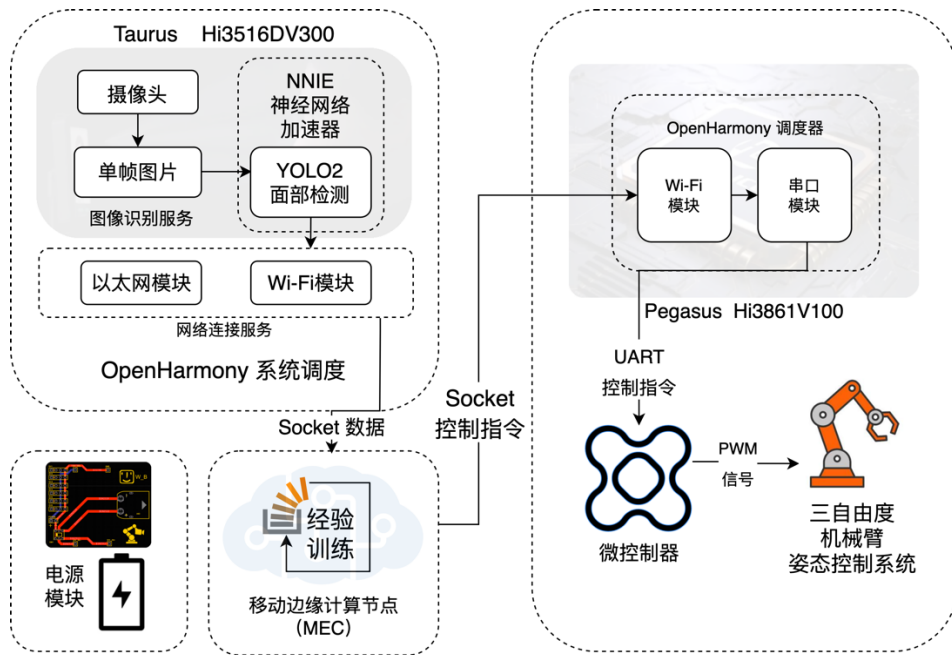 Taurus Hi3516DV300
摄像头
单帧图片
图像识别服务
NNIE
神经网络
加速器
YOLO2
面部检测
以太网模块
Wi-Fi模块
网络连接服务
OpenHarmony 系统调度
Socket 数据
电源
模块
经验
训练
移动边缘计算节点
（MEC）
Socket
控制指令
OpenHarmony 调度器
Wi-Fi
模块
串口
模块
Pegasus Hi3861V100
UART
控制指令
微控制器
PWM
信号
三自由度
机械臂
姿态控制系统